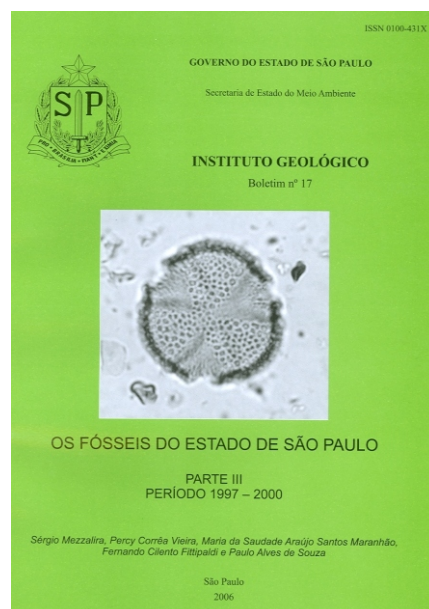 ISSN 0100-431X
GOVERNO DO ESTADO DE SÃO PAULO
Secretaria de Estado do Meio Ambiente
S P
INSTITUTO GEOLÓGICO
Boletim nº 17
OS FÓSSEIS DO ESTADO DE SÃO PAULO
PARTE III
PERÍODO 1997 – 2000
Sérgio Mezzalira, Percy Corrêa Vieira, Maria da Saudade Araújo Santos Maranhão,
Fernando Cilento Fittipaldi e Paulo Alves de Souza
São Paulo
2006